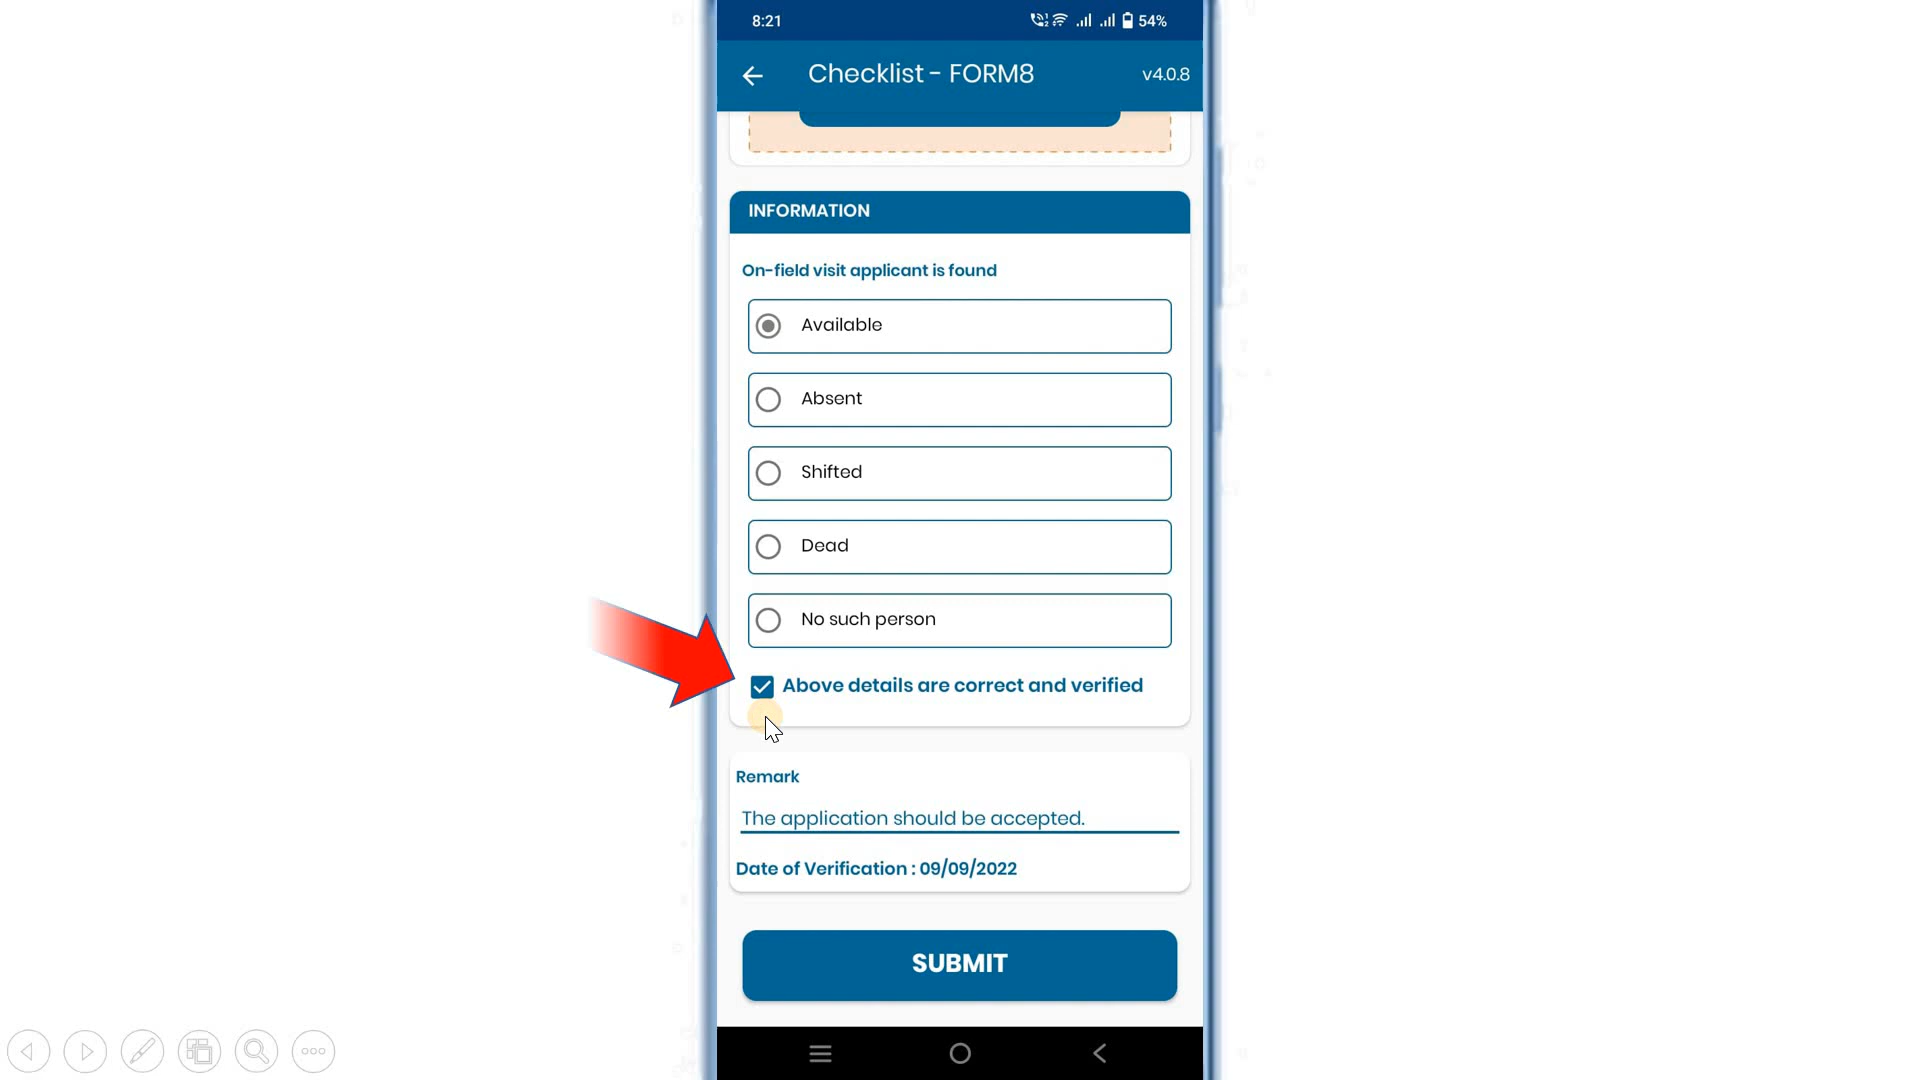 8:21
54%
Checklist - FORM8
v4.0.8
INFORMATION
On-field visit applicant is found
Available
Absent
Shifted
Dead
No such person
Above details are correct and verified
Remark
The application should be accepted.
Date of Verification : 09/09/2022
SUBMIT